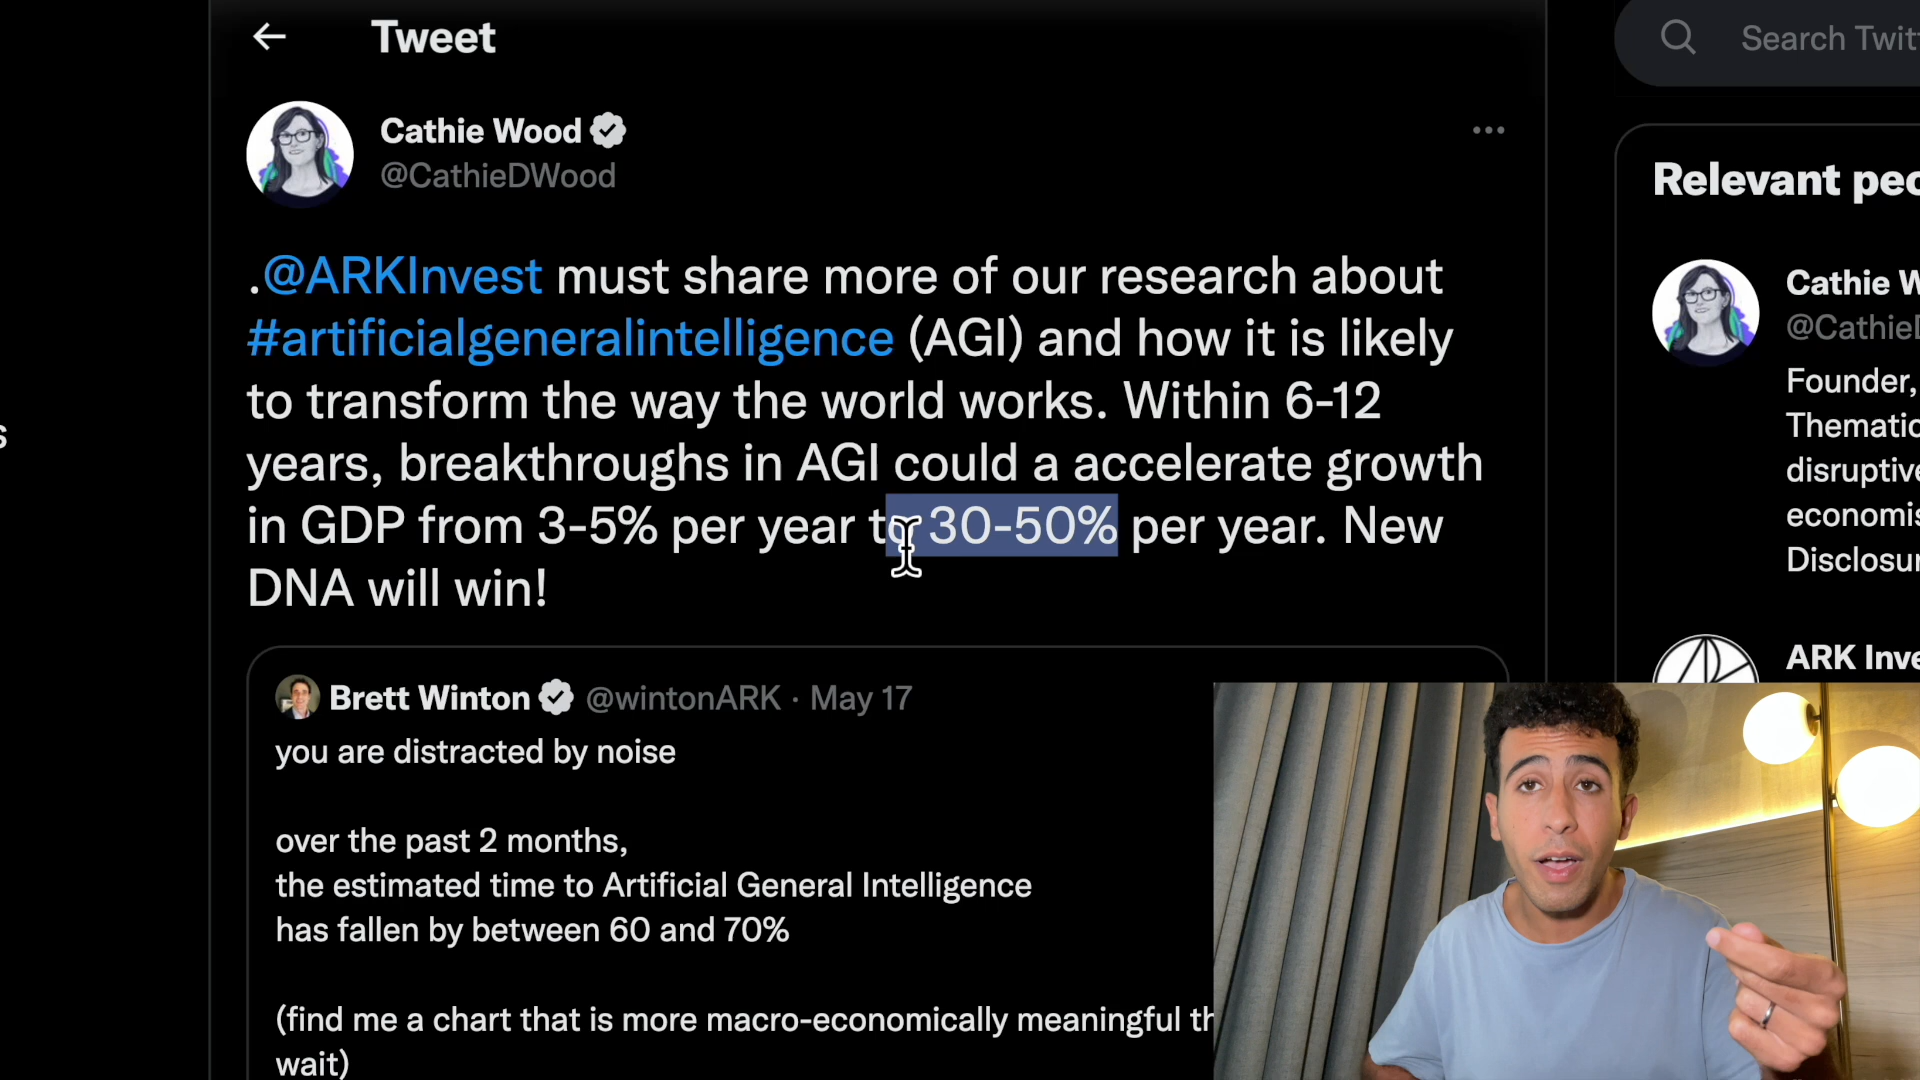 Tweet
Search Twit
Cathie Wood
@CathieDWood
Relevant peo
.@ARKInvest must share more of our research about
#artificialgeneralintelligence (AGI) and how it is likely
to transform the way the world works. Within 6-12
years, breakthroughs in AGI could a accelerate growth
in GDP from 3-5% per year to 30-50% per year. New
DNA will win!
Cathie W
@CathieD
Founder,
Thematic
disruptive
economis
Disclosur
ARK Inve
s
Brett Winton @wintonARK · May 17
you are distracted by noise
over the past 2 months,
the estimated time to Artificial General Intelligence
has fallen by between 60 and 70%
(find me a chart that is more macro-economically meaningful th
wait)